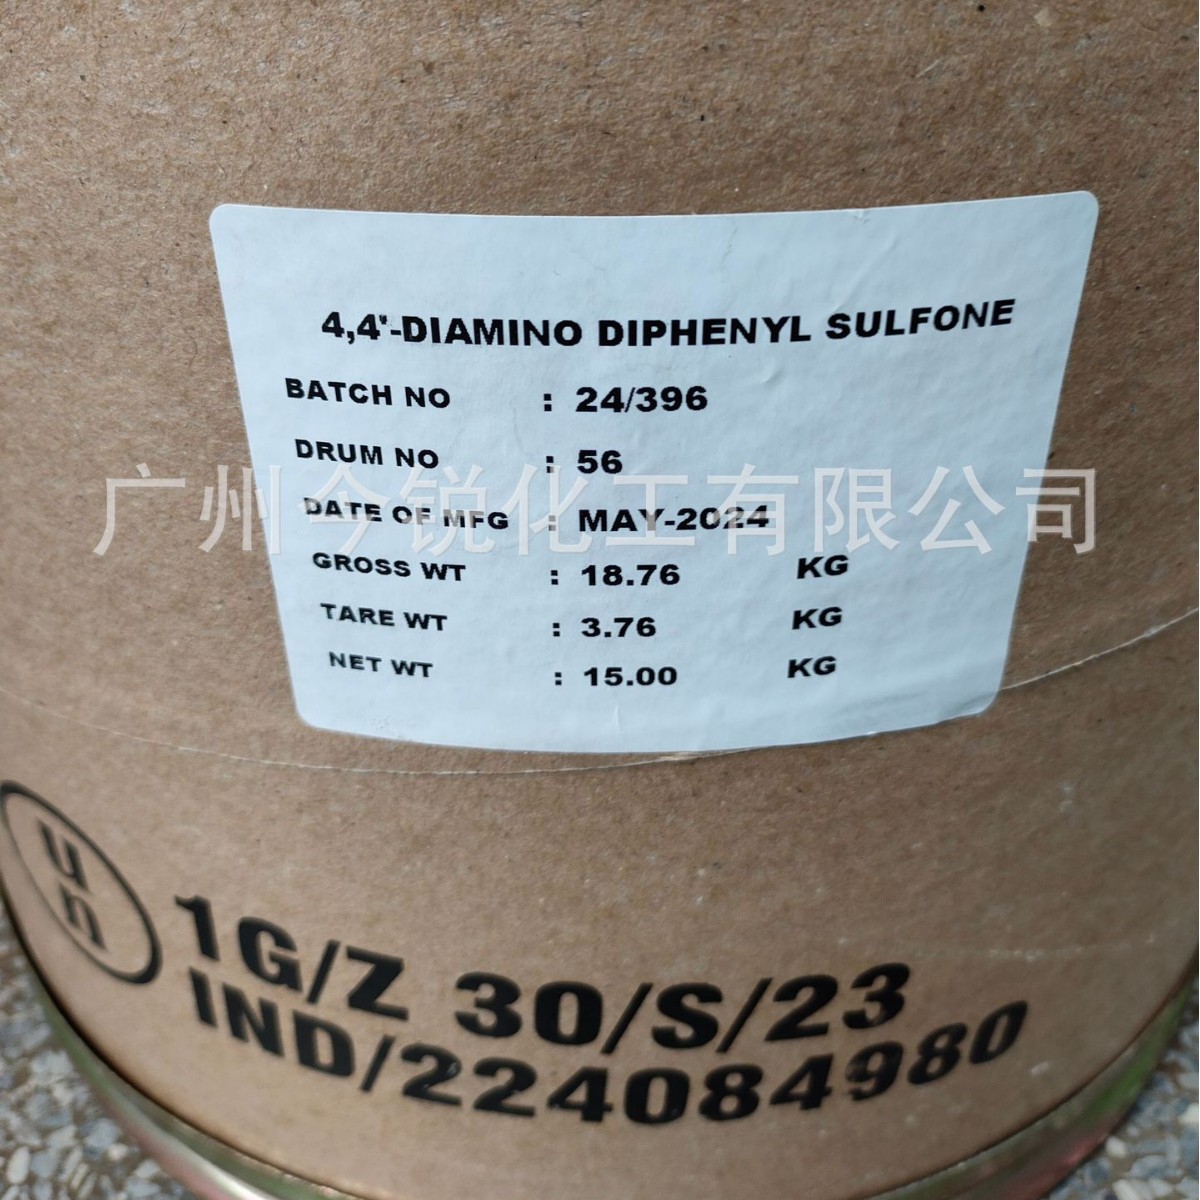 4,4'-DIAMINO DIPHENYL SULFONE
BATCH NO : 24/396
DRUM NO : 56
广州今锐化工有限公司
DATE OF MFG : MAY-2024
GROSS WT : 18.76 KG
TARE WT : 3.76 KG
NET WT : 15.00 KG
un
1G/Z 30/S/23
IND/224084980